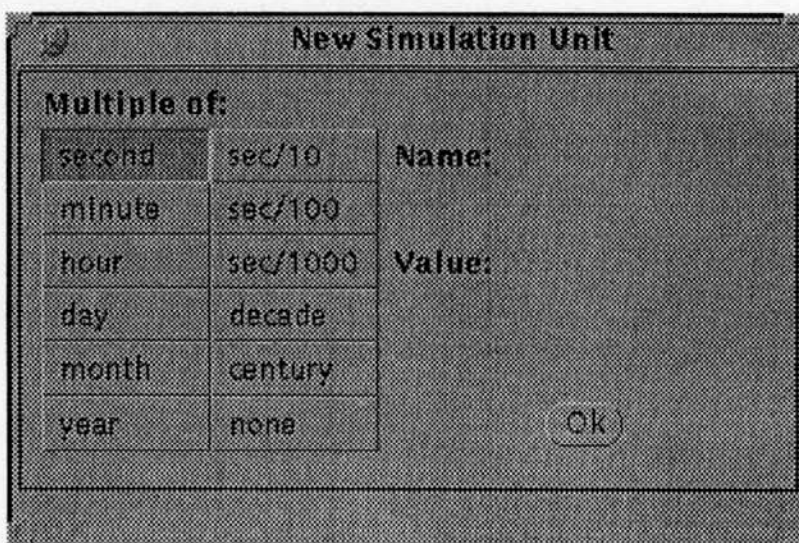 New Simulation Unit
Multiple of:
second sec/10 Name:
minute sec/100
hour sec/1000 Value:
day decade
month century
year none Ok